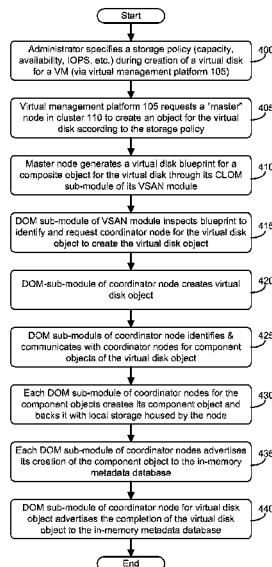 Start
Administrator specifies a storage policy (capacity,
availability, IOPS, etc.) during creation of a virtual disk
for a VM (via virtual management platform 105)
400
Virtual management platform 105 requests a "master"
node in cluster 110 to create an object for the virtual
disk according to the storage policy
405
Master node generates a virtual disk blueprint for a
composite object for the virtual disk through its CLOM
sub-module of its VSAN module
410
DOM sub-module of VSAN module inspects blueprint to
identify and request coordinator node for the virtual disk
object to create the virtual disk object
415
DOM-sub-module of coordinator node creates virtual
disk object
420
DOM sub-module of coordinator node identifies &
communicates with coordinator nodes for component
objects of the virtual disk object
425
Each DOM sub-module of coordinator nodes for the
component objects creates its component object and
backs it with local storage housed by the node
430
Each DOM sub-module of coordinator nodes advertises
its creation of the component object to the in-memory
metadata database
435
DOM sub-module of coordinator node for virtual disk
object advertises the completion of the virtual disk
object to the in-memory metadata database
440
End